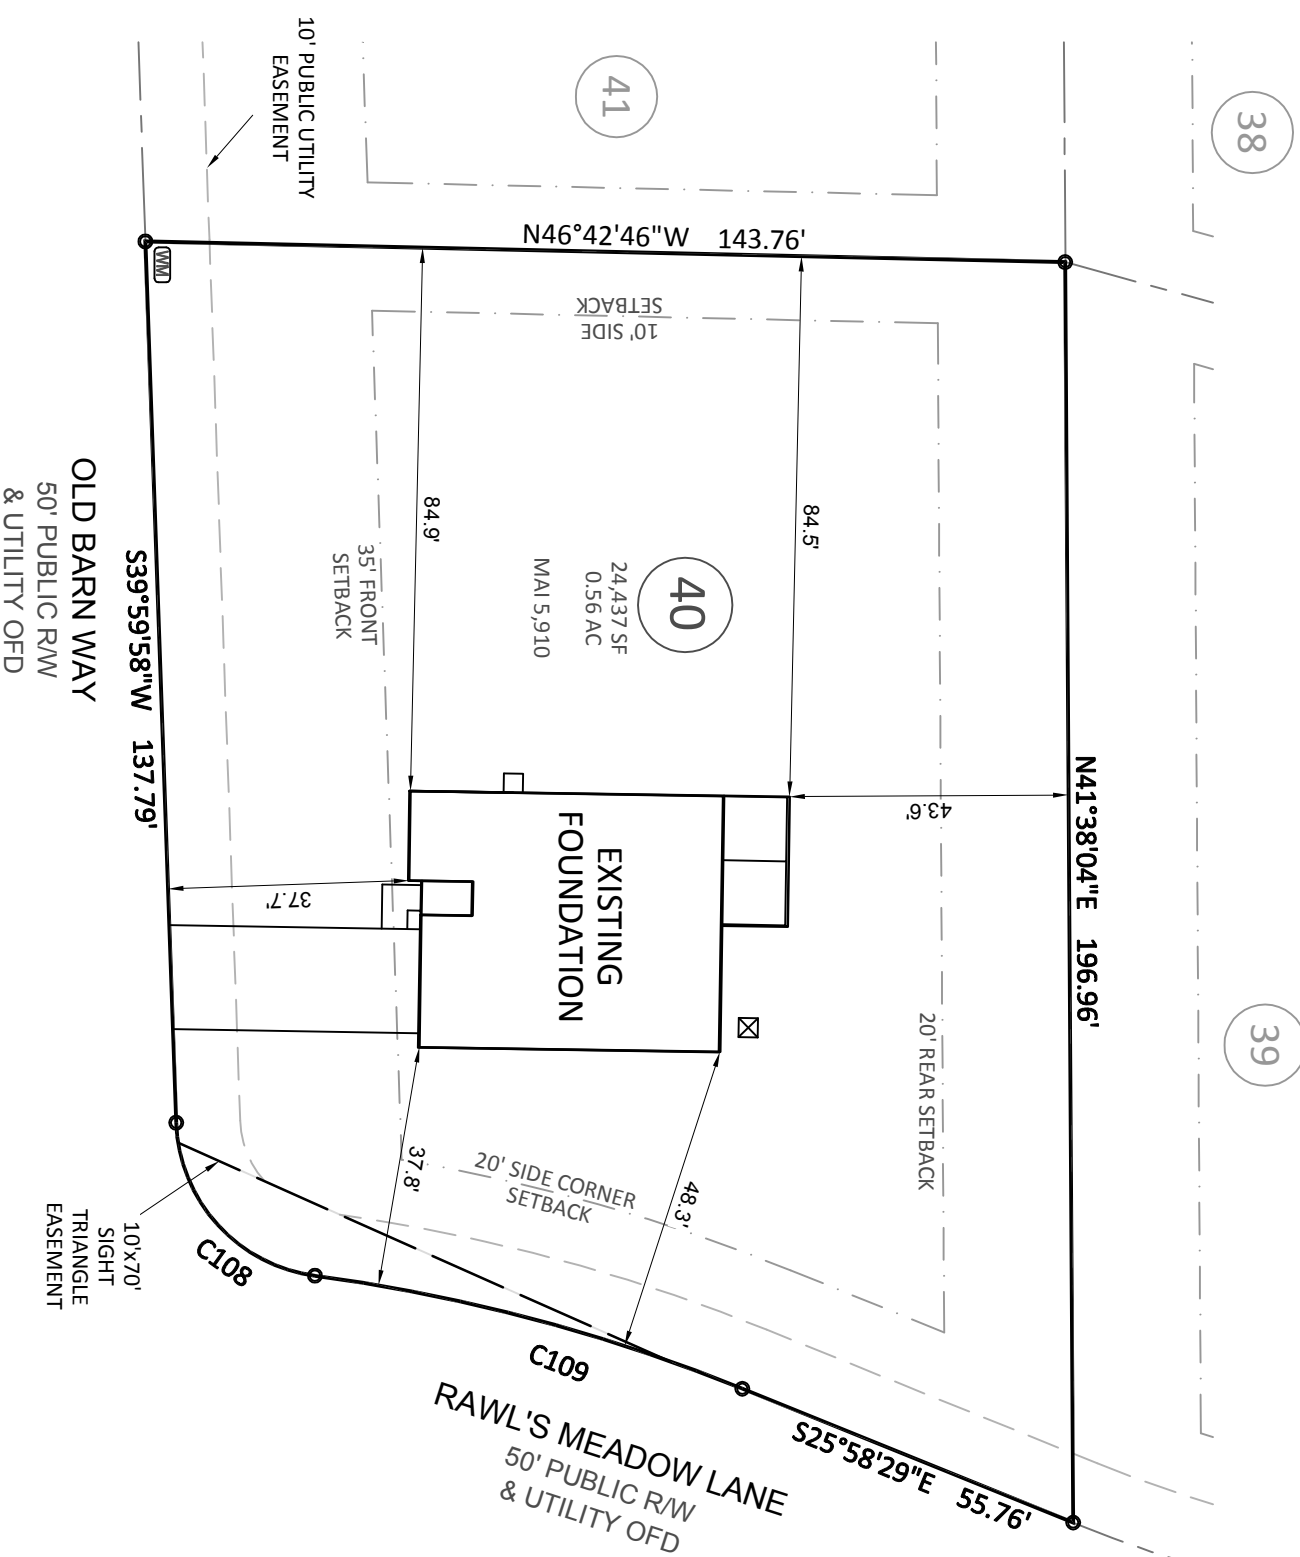 10' PUBLIC UTILITY
EASEMENT
41
38
N46°42'46"W 143.76'
WM
10' SIDE
SETBACK
84.9'
84.5'
35' FRONT
SETBACK
40
24,437 SF
0.56 AC
MAI 5,910
OLD BARN WAY
50' PUBLIC R/W
& UTILITY OFD
S39°59'58"W 137.79'
N41°38'04"E 196.96'
43.6'
37.7'
EXISTING
FOUNDATION
39
20' REAR SETBACK
20' SIDE CORNER
SETBACK
37.8'
48.3'
10'x70'
SIGHT
TRIANGLE
EASEMENT
C108
C109
RAWL'S MEADOW LANE
50' PUBLIC R/W
& UTILITY OFD
S25°58'29"E 55.76'